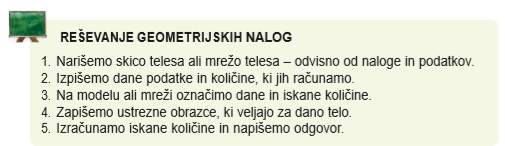 REŠEVANJE GEOMETRIJSKIH NALOG
1. Narišemo skico telesa ali mrežo telesa – odvisno od naloge in podatkov.
2. Izpišemo dane podatke in količine, ki jih računamo.
3. Na modelu ali mreži označimo dane in iskane količine.
4. Zapišemo ustrezne obrazce, ki veljajo za dano telo.
5. Izračunamo iskane količine in napišemo odgovor.